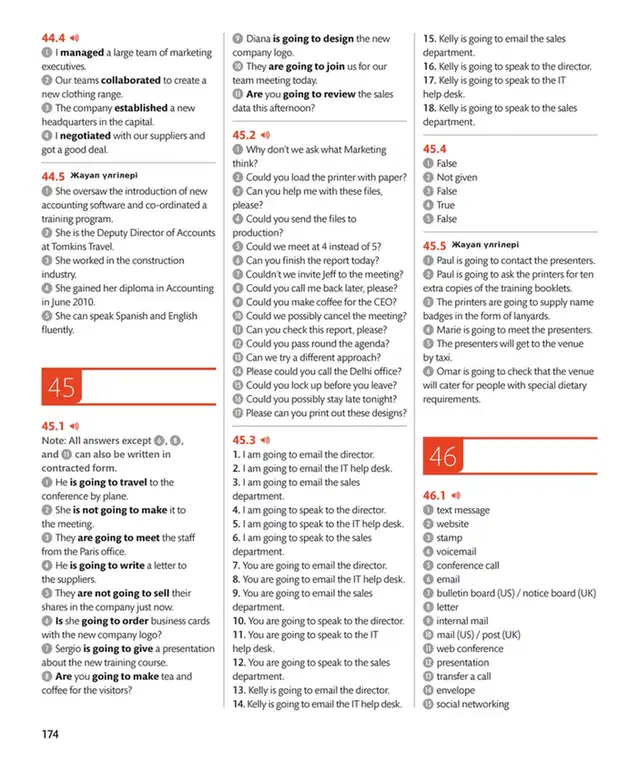 44.4
1 I managed a large team of marketing
executives.
2 Our teams collaborated to create a
new clothing range.
3 The company established a new
headquarters in the capital.
4 I negotiated with our suppliers and
got a good deal.
44.5 Жауап үлгілері
1 She oversaw the introduction of new
accounting software and co-ordinated a
training program.
2 She is the Deputy Director of Accounts
at Tomkins Travel.
3 She worked in the construction
industry.
4 She gained her diploma in Accounting
in June 2010.
5 She can speak Spanish and English
fluently.
45
45.1
Note: All answers except 6, 8,
and 11 can also be written in
contracted form.
1 He is going to travel to the
conference by plane.
2 She is not going to make it to
the meeting.
3 They are going to meet the staff
from the Paris office.
4 He is going to write a letter to
the suppliers.
5 They are not going to sell their
shares in the company just now.
6 Is she going to order business cards
with the new company logo?
7 Sergio is going to give a presentation
about the new training course.
8 Are you going to make tea and
coffee for the visitors?
9 Diana is going to design the new
company logo.
10 They are going to join us for our
team meeting today.
11 Are you going to review the sales
data this afternoon?
45.2
1 Why don't we ask what Marketing
think?
2 Could you load the printer with paper?
3 Can you help me with these files,
please?
4 Could you send the files to
production?
5 Could we meet at 4 instead of 5?
6 Can you finish the report today?
7 Couldn't we invite Jeff to the meeting?
8 Could you call me back later, please?
9 Could you make coffee for the CEO?
10 Could we possibly cancel the meeting?
11 Can you check this report, please?
12 Could you pass round the agenda?
13 Can we try a different approach?
14 Please could you call the Delhi office?
15 Could you lock up before you leave?
16 Could you possibly stay late tonight?
17 Please can you print out these designs?
45.3
1. I am going to email the director.
2. I am going to email the IT help desk.
3. I am going to email the sales
department.
4. I am going to speak to the director.
5. I am going to speak to the IT help desk.
6. I am going to speak to the sales
department.
7. You are going to email the director.
8. You are going to email the IT help desk.
9. You are going to email the sales
department.
10. You are going to speak to the director.
11. You are going to speak to the IT
help desk.
12. You are going to speak to the sales
department.
13. Kelly is going to email the director.
14. Kelly is going to email the IT help desk.
15. Kelly is going to email the sales
department.
16. Kelly is going to speak to the director.
17. Kelly is going to speak to the IT
help desk.
18. Kelly is going to speak to the sales
department.
45.4
1 False
2 Not given
3 False
4 True
5 False
45.5 Жауап үлгілері
1 Paul is going to contact the presenters.
2 Paul is going to ask the printers for ten
extra copies of the training booklets.
3 The printers are going to supply name
badges in the form of lanyards.
4 Marie is going to meet the presenters.
5 The presenters will get to the venue
by taxi.
6 Omar is going to check that the venue
will cater for people with special dietary
requirements.
46
46.1
1 text message
2 website
3 stamp
4 voicemail
5 conference call
6 email
7 bulletin board (US) / notice board (UK)
8 letter
9 internal mail
10 mail (US) / post (UK)
11 web conference
12 presentation
13 transfer a call
14 envelope
15 social networking
174